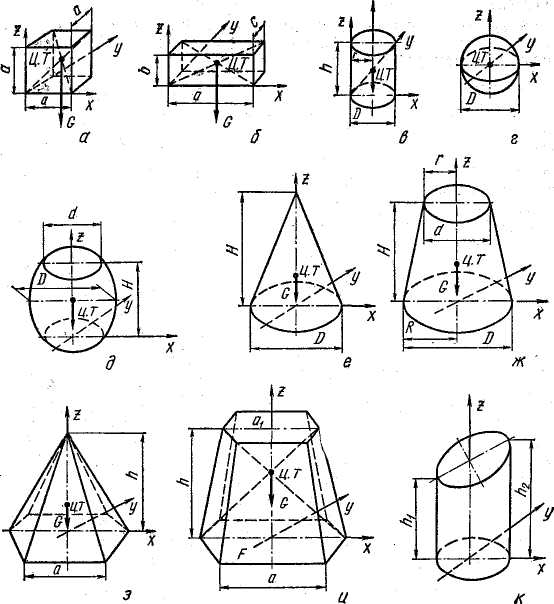 z a y Ц.Т a a x G а
z c y b Ц.Т a x G б
z y h r Ц.Т x D в
Ц.Т D г
d z D H Ц.Т y x д
z H Ц.Т G y x D е
r z d H Ц.Т G y x R D ж
z h Ц.Т G y x a з
z a₁ h Ц.Т G y x F a и
z h₁ h₂ y x к